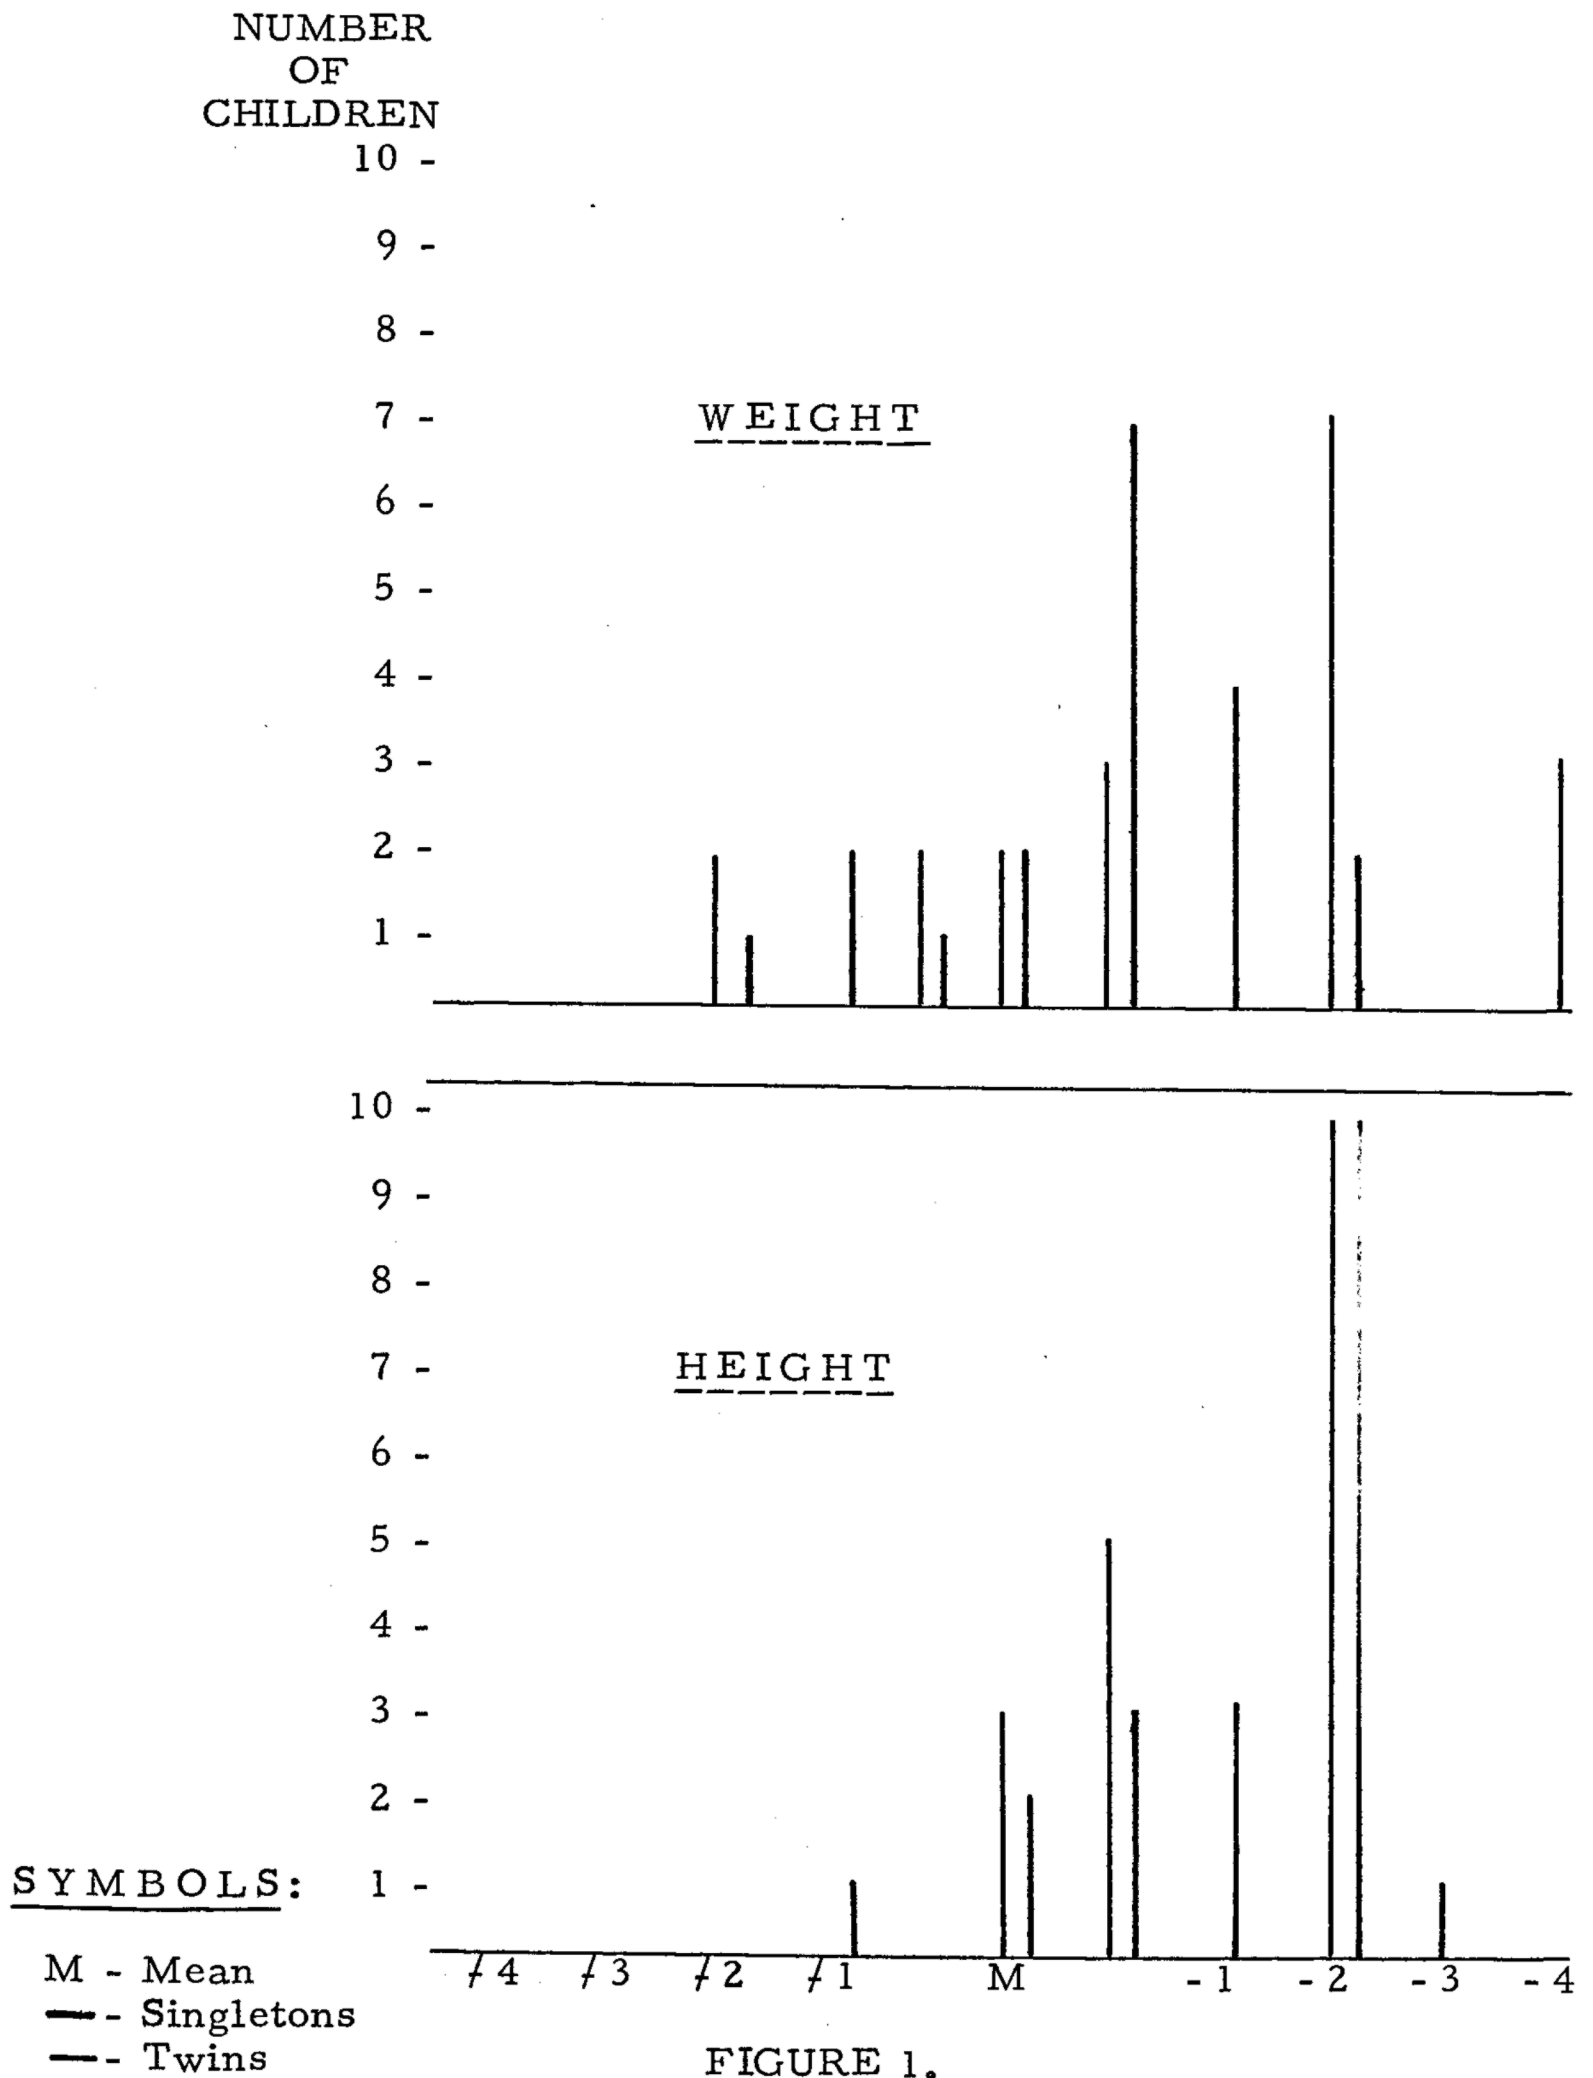 NUMBER
OF
CHILDREN
10 -
9 -
8 -
7 -
WEIGHT
6 -
5 -
4 -
3 -
2 -
1 -
10 -
9 -
8 -
7 -
HEIGHT
6 -
5 -
4 -
3 -
2 -
1 -
SYMBOLS:
M - Mean
— - Singletons
— - Twins
+4 +3 +2 +1 M -1 -2 -3 -4
FIGURE 1.